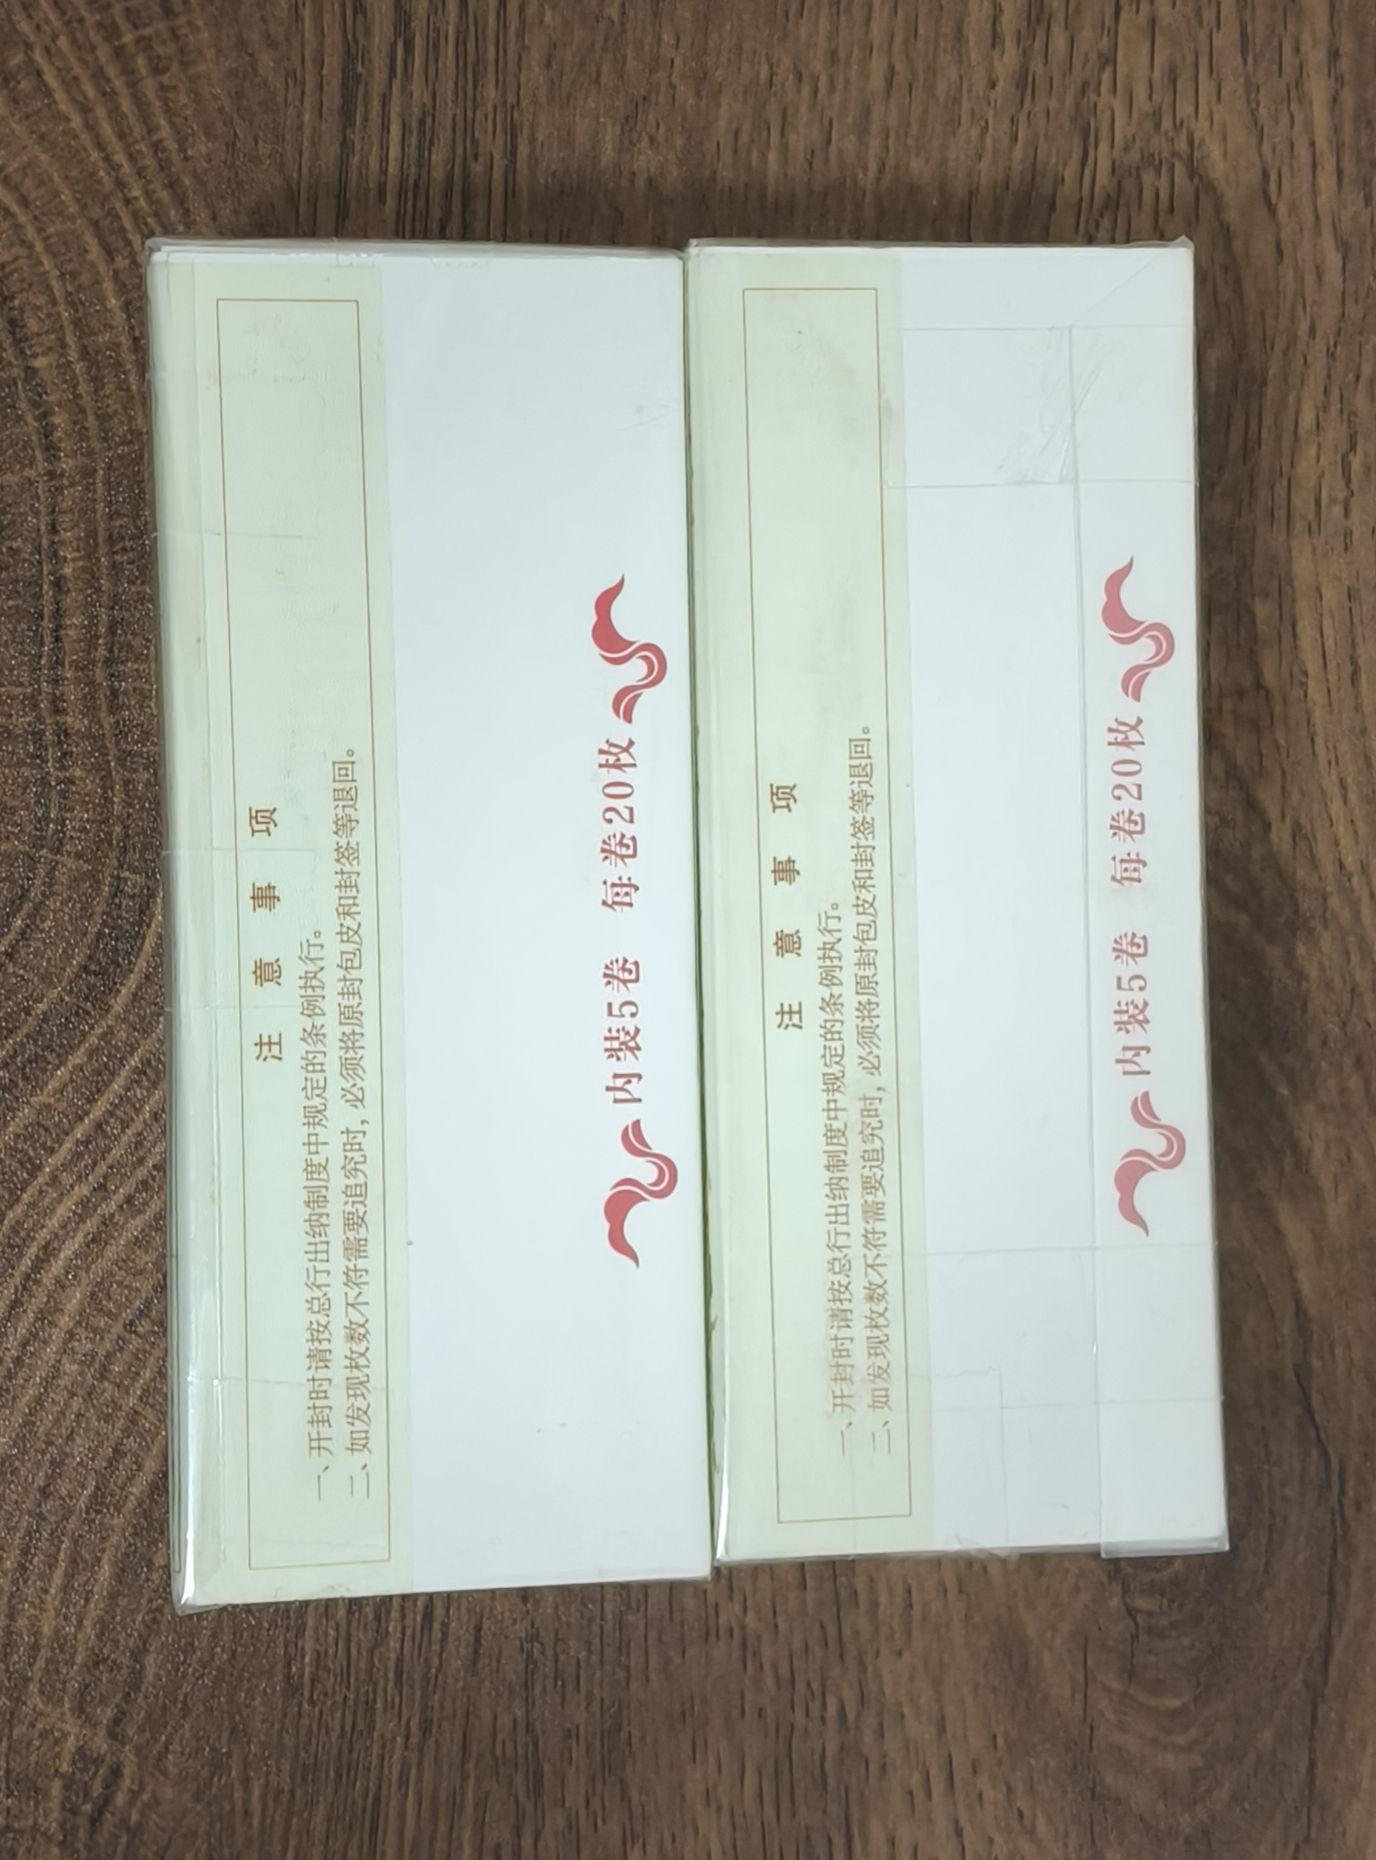 注意事项
一、开封时请按总行出纳制度中规定的条例执行。
二、如发现枚数不符需要追究时，必须将原封包皮和封签等退回。
内装5卷 每卷20枚
注意事项
一、开封时请按总行出纳制度中规定的条例执行。
二、如发现枚数不符需要追究时，必须将原封包皮和封签等退回。
内装5卷 每卷20枚